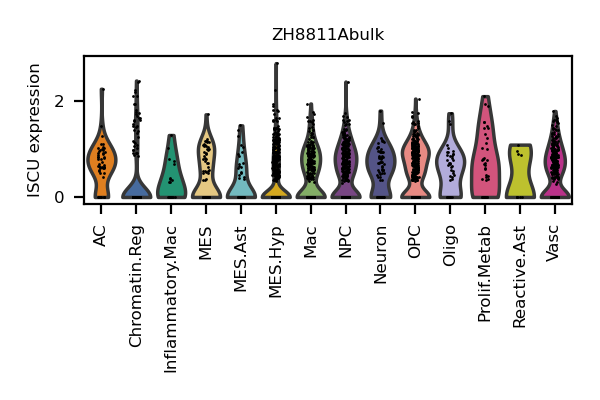 ZH8811Abulk
ISCU expression
2
0
AC
Chromatin.Reg
Inflammatory.Mac
MES
MES.Ast
MES.Hyp
Mac
NPC
Neuron
OPC
Oligo
Prolif.Metab
Reactive.Ast
Vasc